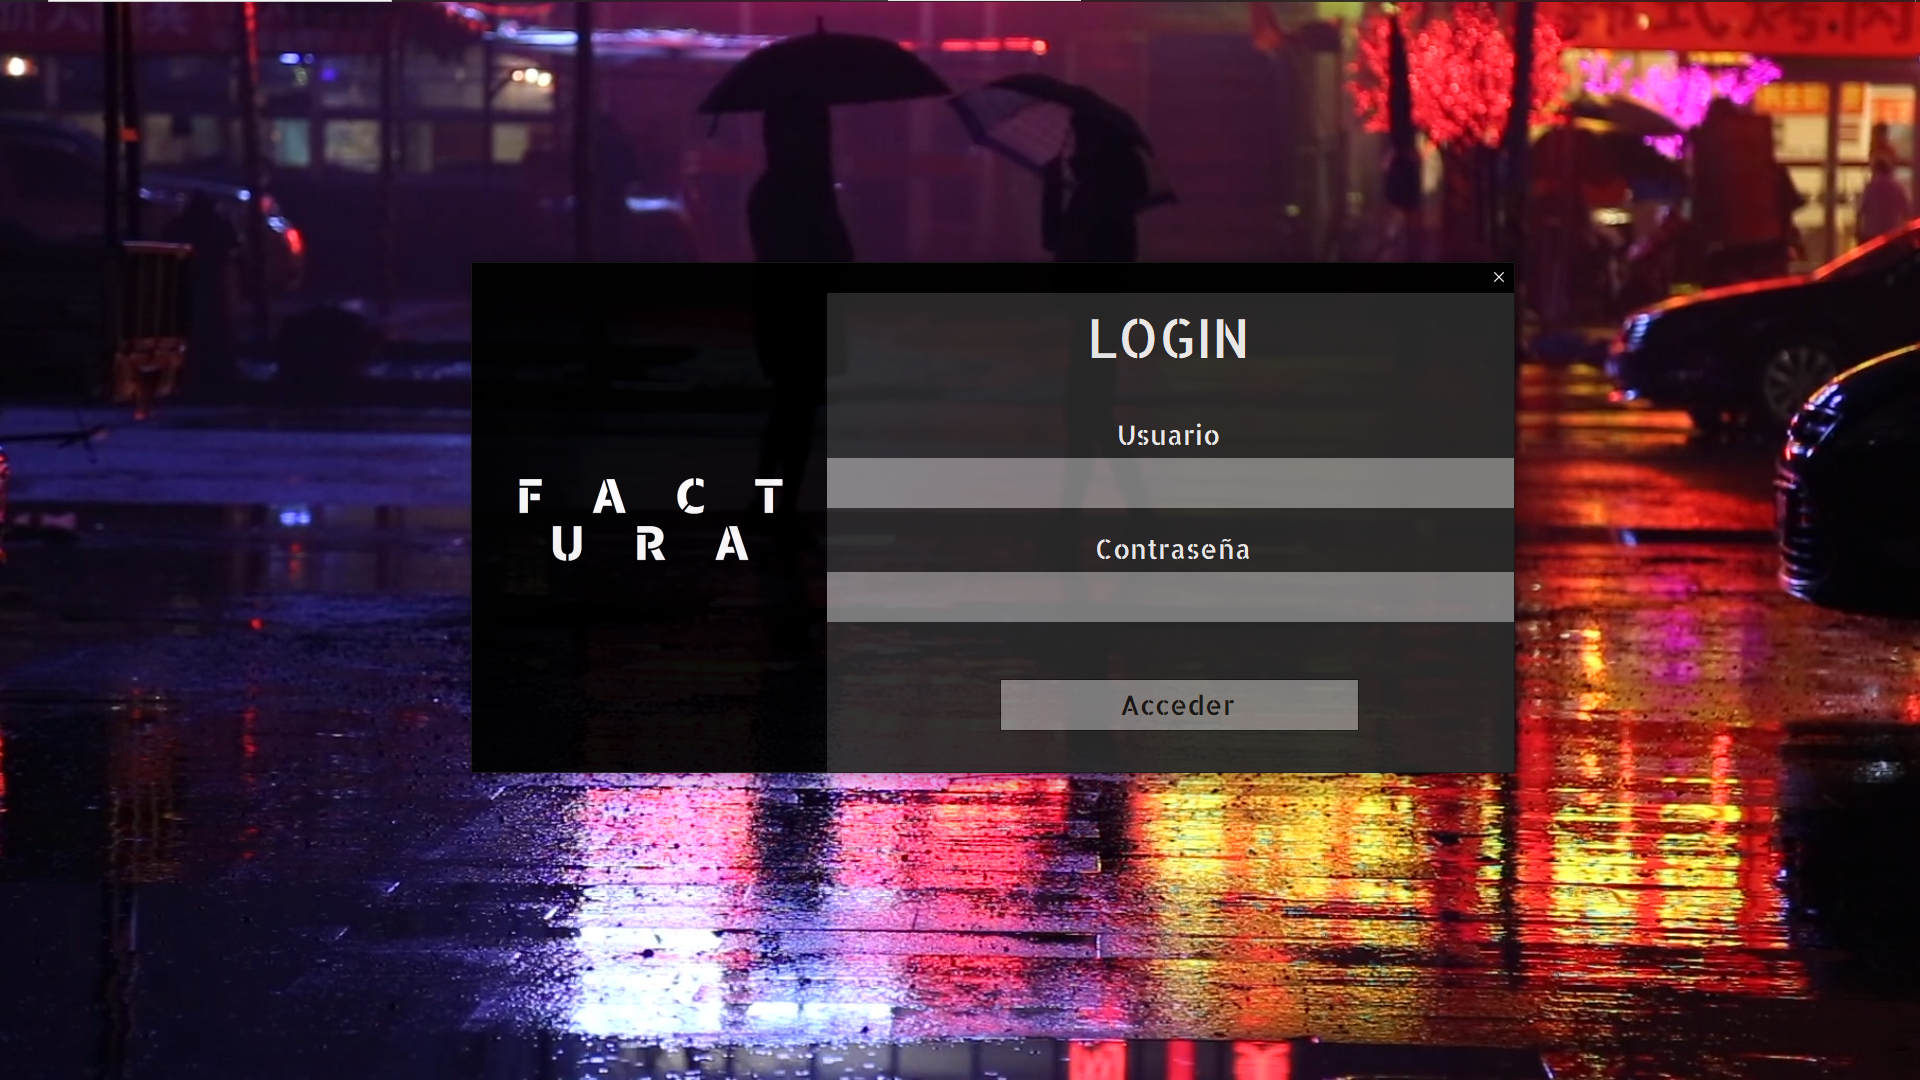 LOGIN
Usuario
F A C T
U R A
Contraseña
Acceder